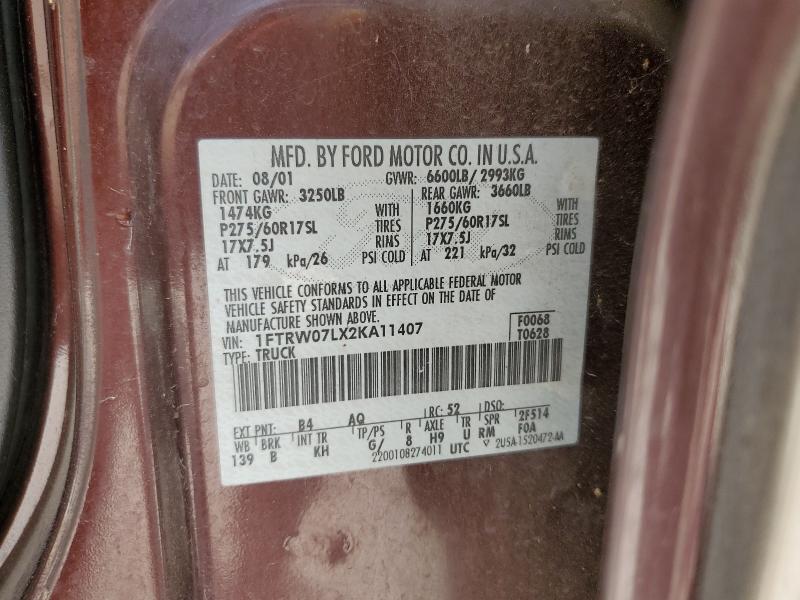 MFD. BY FORD MOTOR CO. IN U.S.A.
DATE: 08/01 GVWR: 6600LB/ 2993KG
FRONT GAWR: 3250LB REAR GAWR: 3660LB
1474KG WITH 1660KG WITH
P275/60R17SL TIRES P275/60R17SL TIRES
17X7.5J RIMS 17X7.5J RIMS
AT 179 kPa/26 PSI COLD AT 221 kPa/32 PSI COLD
THIS VEHICLE CONFORMS TO ALL APPLICABLE FEDERAL MOTOR
VEHICLE SAFETY STANDARDS IN EFFECT ON THE DATE OF
MANUFACTURE SHOWN ABOVE.
VIN: 1FTRW07LX2KA11407 F0068
TYPE: TRUCK T0628
EXT PNT: B4 AQ RC: 52 DSO:
WB BRK INT TR TP/PS R AXLE TR SPR 2F514
139 B KH G/ 8 H9 U RM F0A
2200108274011 UTC 2U5A-1520472-AA